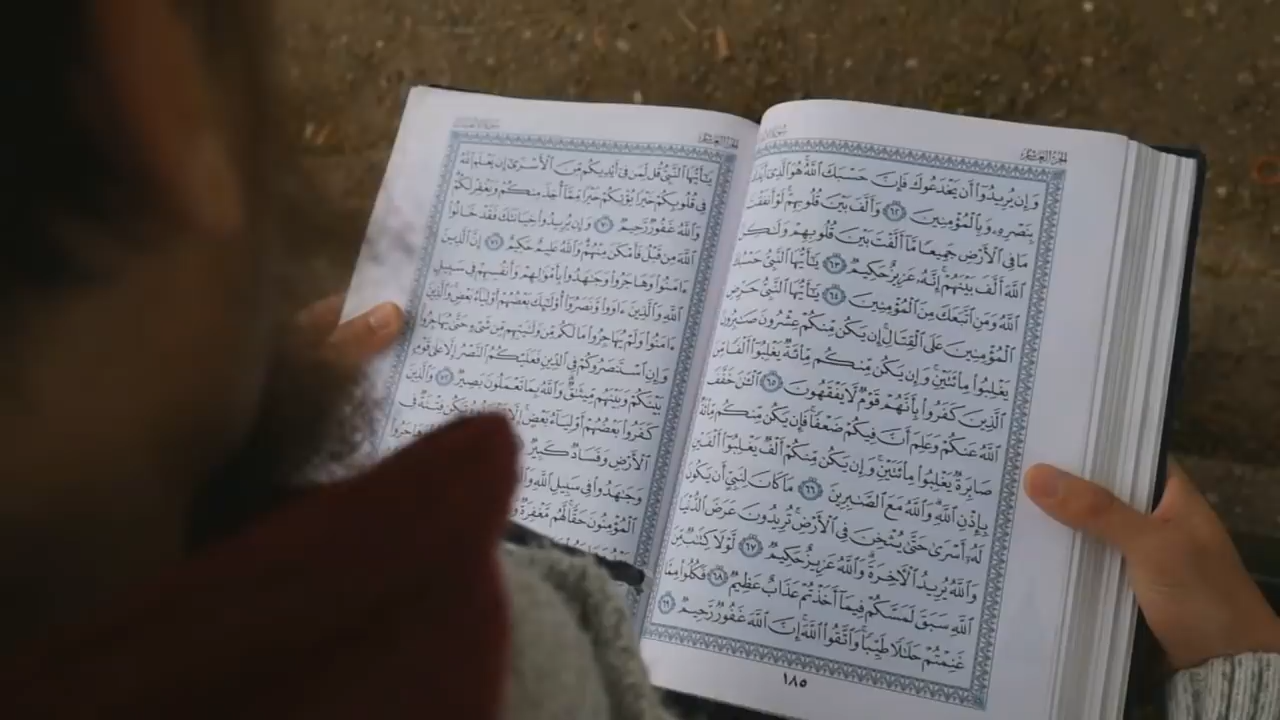 الجزء العاشر
وَإِن يُرِيدُوٓا۟ أَن يَخْدَعُوكَ فَإِنَّ حَسْبَكَ ٱللَّهُ هُوَ ٱلَّذِىٓ
بِنَصْرِهِۦ وَبِٱلْمُؤْمِنِينَ ٦٢ وَأَلَّفَ بَيْنَ قُلُوبِهِمْ لَوْ أَنفَقْتَ
مَا فِى ٱلْأَرْضِ جَمِيعًا مَّآ أَلَّفْتَ بَيْنَ قُلُوبِهِمْ وَلَٰكِنَّ
ٱللَّهَ أَلَّفَ بَيْنَهُمْ إِنَّهُۥ عَزِيزٌ حَكِيمٌ ٦٣ يَٰٓأَيُّهَا ٱلنَّبِىُّ حَسْبُكَ
ٱللَّهُ وَمَنِ ٱتَّبَعَكَ مِنَ ٱلْمُؤْمِنِينَ ٦٤ يَٰٓأَيُّهَا ٱلنَّبِىُّ حَرِّضِ
ٱلْمُؤْمِنِينَ عَلَى ٱلْقِتَالِ إِن يَكُن مِّنكُمْ عِشْرُونَ صَٰبِرُونَ
يَغْلِبُوا۟ مِا۟ئَتَيْنِ وَإِن يَكُن مِّنكُم مِّا۟ئَةٌ يَغْلِبُوٓا۟ أَلْفًا مِّنَ
ٱلَّذِينَ كَفَرُوا۟ بِأَنَّهُمْ قَوْمٌ لَّا يَفْقَهُونَ ٦٥ ٱلْـَٰٔنَ خَفَّفَ
ٱللَّهُ عَنكُمْ وَعَلِمَ أَنَّ فِيكُمْ ضَعْفًا فَإِن يَكُن مِّنكُم مِّا۟ئَةٌ
صَابِرَةٌ يَغْلِبُوا۟ مِا۟ئَتَيْنِ وَإِن يَكُن مِّنكُمْ أَلْفٌ يَغْلِبُوٓا۟ أَلْفَيْنِ
بِإِذْنِ ٱللَّهِ وَٱللَّهُ مَعَ ٱلصَّٰبِرِينَ ٦٦ مَا كَانَ لِنَبِىٍّ أَن يَكُونَ
لَهُۥٓ أَسْرَىٰ حَتَّىٰ يُثْخِنَ فِى ٱلْأَرْضِ تُرِيدُونَ عَرَضَ ٱلدُّنْيَا
وَٱللَّهُ يُرِيدُ ٱلْـَٔاخِرَةَ وَٱللَّهُ عَزِيزٌ حَكِيمٌ ٦٧ لَّوْلَا كِتَٰبٌ مِّنَ
ٱللَّهِ سَبَقَ لَمَسَّكُمْ فِيمَآ أَخَذْتُمْ عَذَابٌ عَظِيمٌ ٦٨ فَكُلُوا۟ مِمَّا
غَنِمْتُمْ حَلَٰلًا طَيِّبًا وَٱتَّقُوا۟ ٱللَّهَ إِنَّ ٱللَّهَ غَفُورٌ رَّحِيمٌ ٦٩
١٨٥
الجزء العاشر
يَٰٓأَيُّهَا ٱلنَّبِىُّ قُل لِّمَن فِىٓ أَيْدِيكُم مِّنَ ٱلْأَسْرَىٰٓ إِن يَعْلَمِ ٱللَّهُ
فِى قُلُوبِكُمْ خَيْرًا يُؤْتِكُمْ خَيْرًا مِّمَّآ أُخِذَ مِنكُمْ وَيَغْفِرْ لَكُمْ
وَٱللَّهُ غَفُورٌ رَّحِيمٌ ٧٠ وَإِن يُرِيدُوا۟ خِيَانَتَكَ فَقَدْ خَانُوا۟
ٱللَّهَ مِن قَبْلُ فَأَمْكَنَ مِنْهُمْ وَٱللَّهُ عَلِيمٌ حَكِيمٌ ٧١ إِنَّ ٱلَّذِينَ
ءَامَنُوا۟ وَهَاجَرُوا۟ وَجَٰهَدُوا۟ بِأَمْوَٰلِهِمْ وَأَنفُسِهِمْ فِى سَبِيلِ
ٱللَّهِ وَٱلَّذِينَ ءَاوَوا۟ وَّنَصَرُوٓا۟ أُو۟لَٰٓئِكَ بَعْضُهُمْ أَوْلِيَآءُ بَعْضٍ وَٱلَّذِينَ
ءَامَنُوا۟ وَلَمْ يُهَاجِرُوا۟ مَا لَكُم مِّن وَلَٰيَتِهِم مِّن شَىْءٍ حَتَّىٰ يُهَاجِرُوا۟
وَإِنِ ٱسْتَنصَرُوكُمْ فِى ٱلدِّينِ فَعَلَيْكُمُ ٱلنَّصْرُ إِلَّا عَلَىٰ قَوْمٍۭ
بَيْنَكُمْ وَبَيْنَهُم مِّيثَٰقٌ وَٱللَّهُ بِمَا تَعْمَلُونَ بَصِيرٌ ٧٢ وَٱلَّذِينَ
كَفَرُوا۟ بَعْضُهُمْ أَوْلِيَآءُ بَعْضٍ فِى
ٱلْأَرْضِ وَفَسَادٌ كَبِيرٌ
وَجَٰهَدُوا۟ فِى سَبِيلِ ٱللَّهِ
ٱلْمُؤْمِنُونَ حَقًّا لَّهُم مَّغْفِرَةٌ